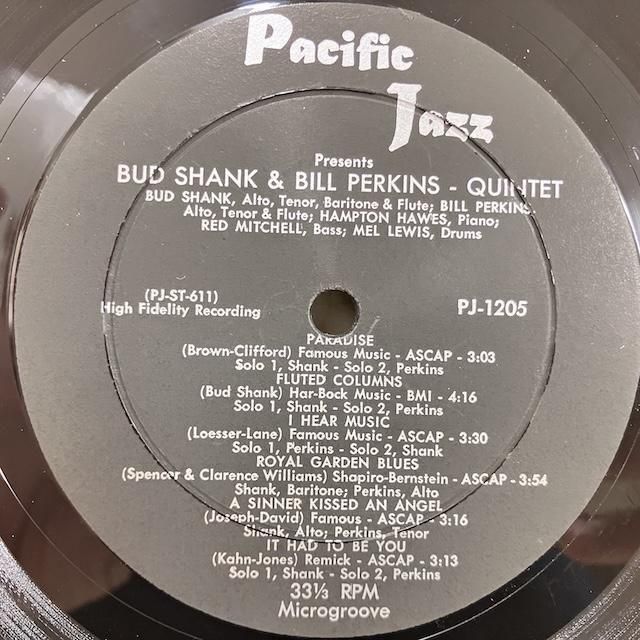 Pacific
Jazz
Presents
BUD SHANK & BILL PERKINS - QUINTET
BUD SHANK, Alto, Tenor, Baritone & Flute; BILL PERKINS,
Alto, Tenor & Flute; HAMPTON HAWES, Piano;
RED MITCHELL, Bass; MEL LEWIS, Drums
(PJ-ST-611)
High Fidelity Recording
PJ-1205
PARADISE
(Brown-Clifford) Famous Music - ASCAP - 3:03
Solo 1, Shank - Solo 2, Perkins
FLUTED COLUMNS
(Bud Shank) Har-Bock Music - BMI - 4:16
Solo 1, Shank - Solo 2, Perkins
I HEAR MUSIC
(Loesser-Lane) Famous Music - ASCAP - 3:30
Solo 1, Perkins - Solo 2, Shank
ROYAL GARDEN BLUES
(Spencer & Clarence Williams) Shapiro-Bernstein - ASCAP - 3:54
Shank, Baritone; Perkins, Alto
A SINNER KISSED AN ANGEL
(Joseph-David) Famous - ASCAP - 3:16
Shank, Alto; Perkins, Tenor
IT HAD TO BE YOU
(Kahn-Jones) Remick - ASCAP - 3:13
Solo 1, Shank - Solo 2, Perkins
33⅓ RPM
Microgroove